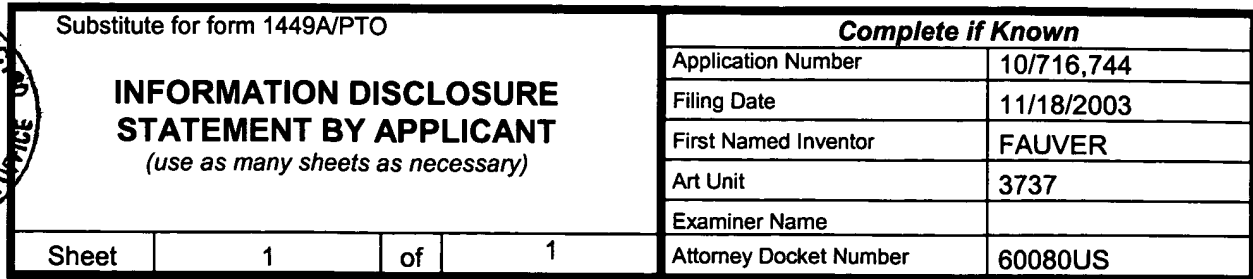 Substitute for form 1449A/PTO
INFORMATION DISCLOSURE
STATEMENT BY APPLICANT
(use as many sheets as necessary)
Sheet 1 of 1
Complete if Known
Application Number 10/716,744
Filing Date 11/18/2003
First Named Inventor FAUVER
Art Unit 3737
Examiner Name
Attorney Docket Number 60080US